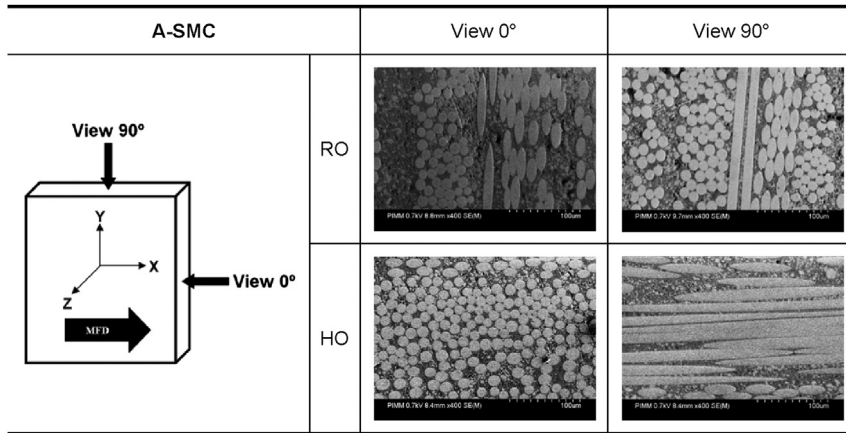 A-SMC View 0° View 90°
View 90°
Y
X
Z
View 0°
MFD
RO
PIMM 0.7kV 8.8mm x400 SE(M) 100um
PIMM 0.7kV 9.7mm x400 SE(M) 100um
HO
PIMM 0.7kV 8.4mm x400 SE(M) 100um
PIMM 0.7kV 8.4mm x400 SE(M) 100um